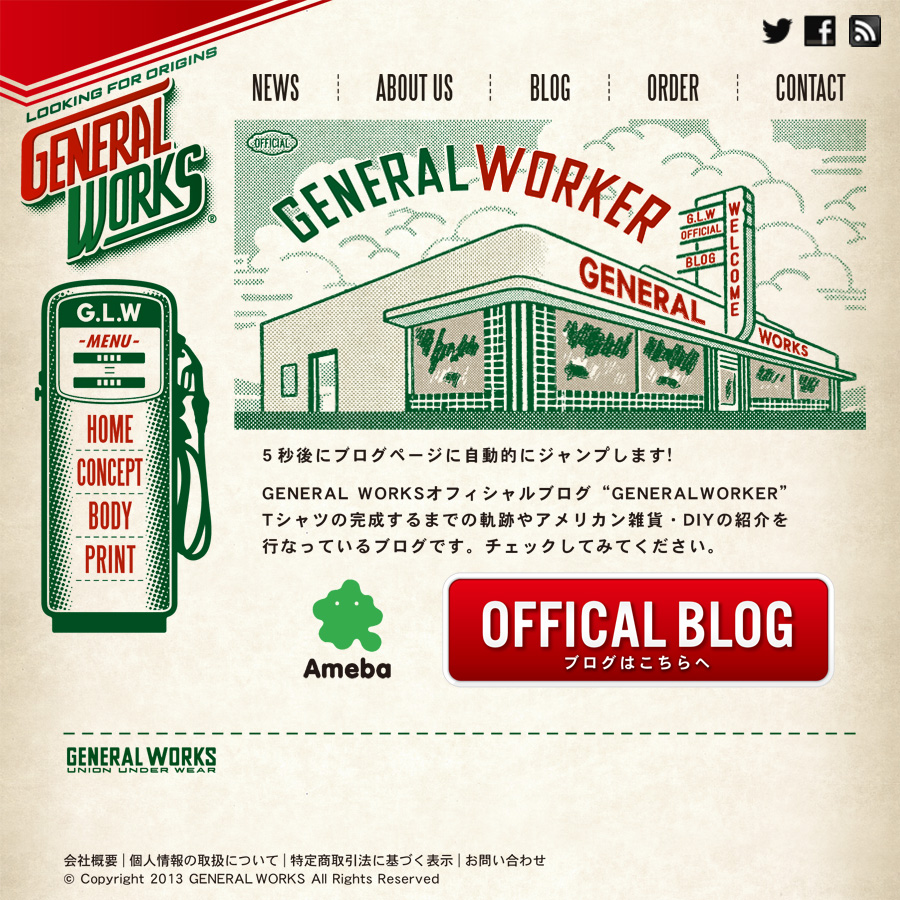 LOOKING FOR ORIGINS
GENERAL
WORKS
®
NEWS
ABOUT US
BLOG
ORDER
CONTACT
OFFICIAL
GENERALWORKER
G.L.W
OFFICIAL
BLOG
WELCOME
GENERAL
WORKS
G.L.W
-MENU-
HOME
CONCEPT
BODY
PRINT
5秒後にブログページに自動的にジャンプします!
GENERAL WORKSオフィシャルブログ“GENERALWORKER”
Tシャツの完成するまでの軌跡やアメリカン雑貨・DIYの紹介を
行なっているブログです。チェックしてみてください。
Ameba
OFFICAL BLOG
ブログはこちらへ
GENERAL WORKS
UNION UNDER WEAR
会社概要 | 個人情報の取扱について | 特定商取引法に基づく表示 | お問い合わせ
© Copyright 2013 GENERAL WORKS All Rights Reserved